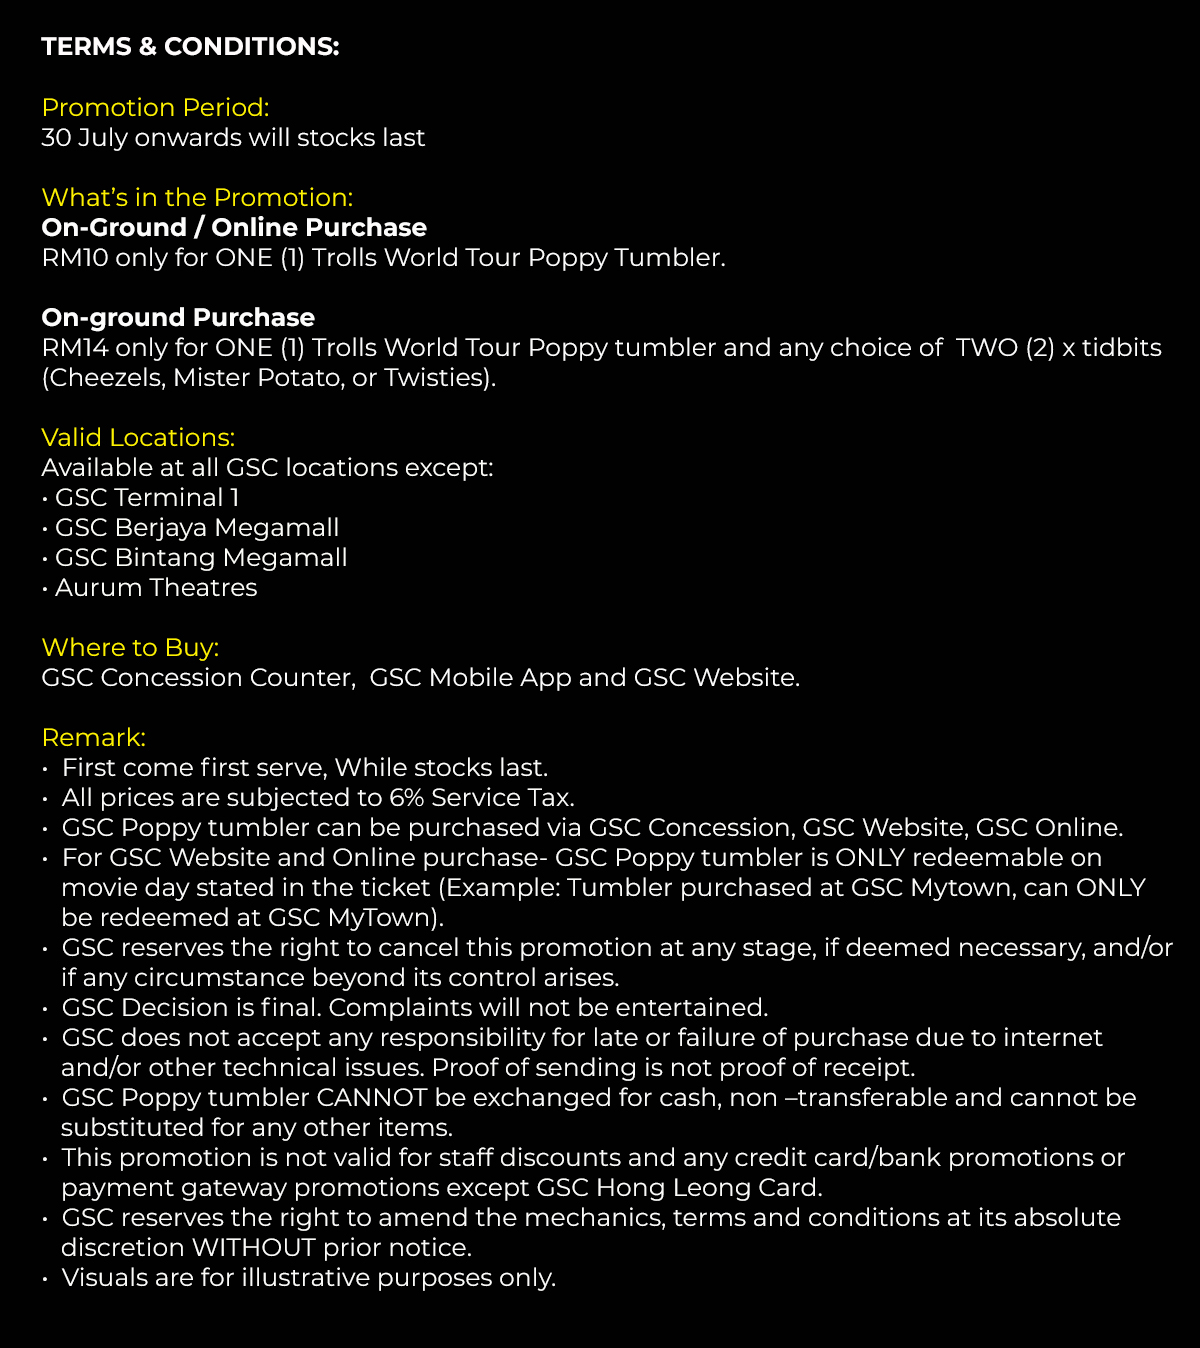 TERMS & CONDITIONS:
Promotion Period:
30 July onwards will stocks last
What's in the Promotion:
On-Ground / Online Purchase
RM10 only for ONE (1) Trolls World Tour Poppy Tumbler.
On-ground Purchase
RM14 only for ONE (1) Trolls World Tour Poppy tumbler and any choice of  TWO (2) x tidbits
(Cheezels, Mister Potato, or Twisties).
Valid Locations:
Available at all GSC locations except:
• GSC Terminal 1
• GSC Berjaya Megamall
• GSC Bintang Megamall
• Aurum Theatres
Where to Buy:
GSC Concession Counter,  GSC Mobile App and GSC Website.
Remark:
• First come first serve, While stocks last.
• All prices are subjected to 6% Service Tax.
• GSC Poppy tumbler can be purchased via GSC Concession, GSC Website, GSC Online.
• For GSC Website and Online purchase- GSC Poppy tumbler is ONLY redeemable on
movie day stated in the ticket (Example: Tumbler purchased at GSC Mytown, can ONLY
be redeemed at GSC MyTown).
• GSC reserves the right to cancel this promotion at any stage, if deemed necessary, and/or
if any circumstance beyond its control arises.
• GSC Decision is final. Complaints will not be entertained.
• GSC does not accept any responsibility for late or failure of purchase due to internet
and/or other technical issues. Proof of sending is not proof of receipt.
• GSC Poppy tumbler CANNOT be exchanged for cash, non –transferable and cannot be
substituted for any other items.
• This promotion is not valid for staff discounts and any credit card/bank promotions or
payment gateway promotions except GSC Hong Leong Card.
• GSC reserves the right to amend the mechanics, terms and conditions at its absolute
discretion WITHOUT prior notice.
• Visuals are for illustrative purposes only.